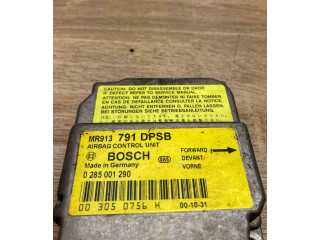 CAUTION: DO NOT DISASSEMBLE OR DROP
IF DEFECT REFER TO SERVICE MANUAL.
ATTENTION: NE PAS DEMONTER NI FAIRE TOMBER
EN CAS DE DEFAILLANCE CONSULTER LA NOTICE
ACHTUNG: NICHT ENTFERNEN O. FALLEN LASSEN
BEI STÖRUNGEN SIEHE HANDBUCH
MR913 791 DPSB
AIRBAG CONTROL UNIT
BOSCH
Made in Germany
0 285 001 290
FORWARD
DEVANT
VORNE
00 305 0756 H 00-10-31